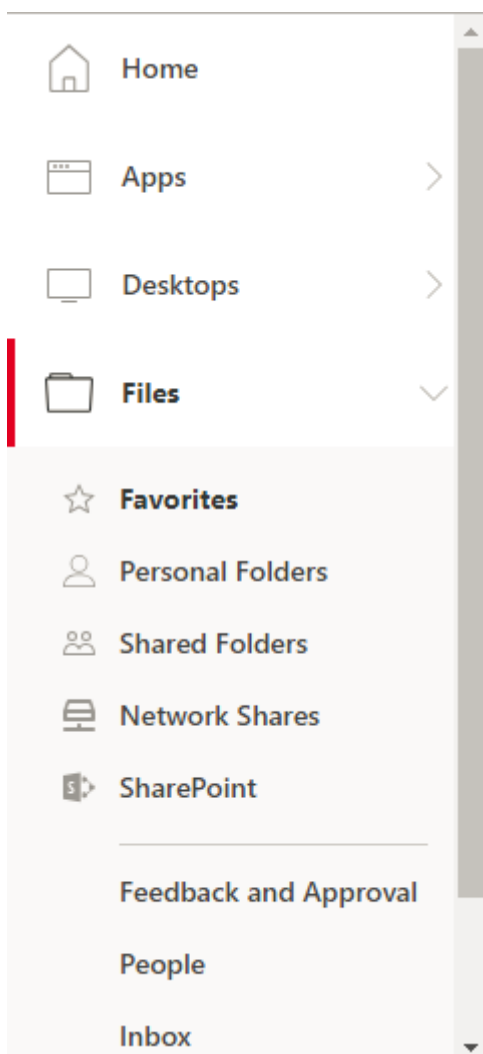 Home
Apps
Desktops
Files
Favorites
Personal Folders
Shared Folders
Network Shares
S SharePoint
Feedback and Approval
People
Inbox